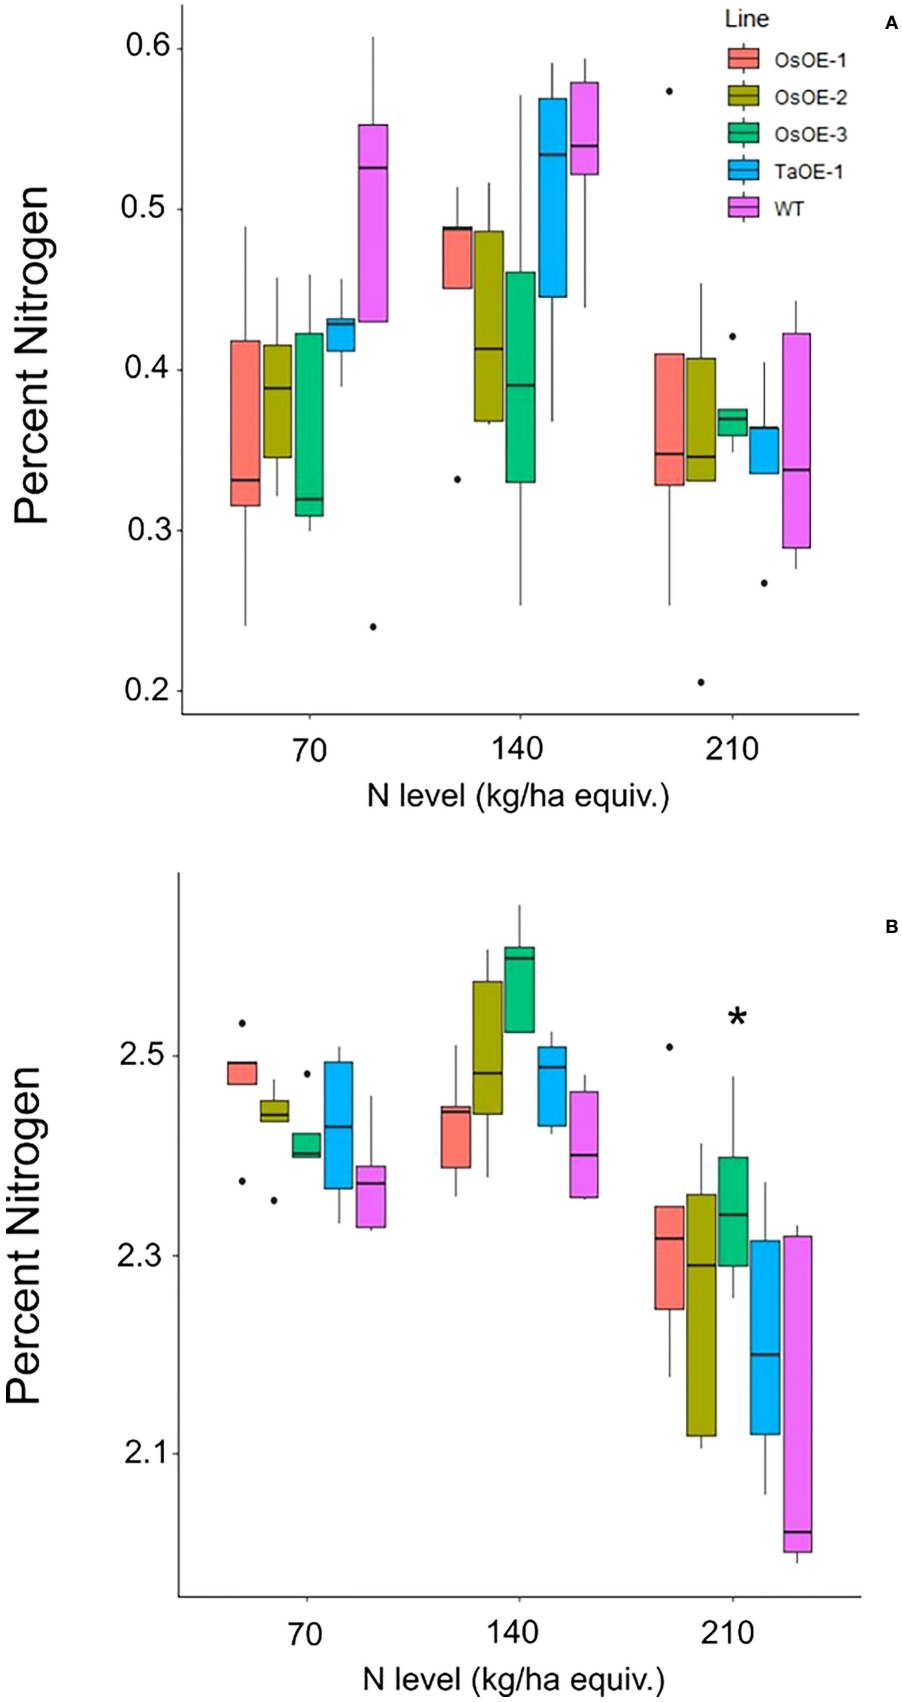 A
Line
OsOE-1
OsOE-2
OsOE-3
TaOE-1
WT
Percent Nitrogen
0.6
0.5
0.4
0.3
0.2
70 140 210
N level (kg/ha equiv.)
B
*
Percent Nitrogen
2.5
2.3
2.1
70 140 210
N level (kg/ha equiv.)